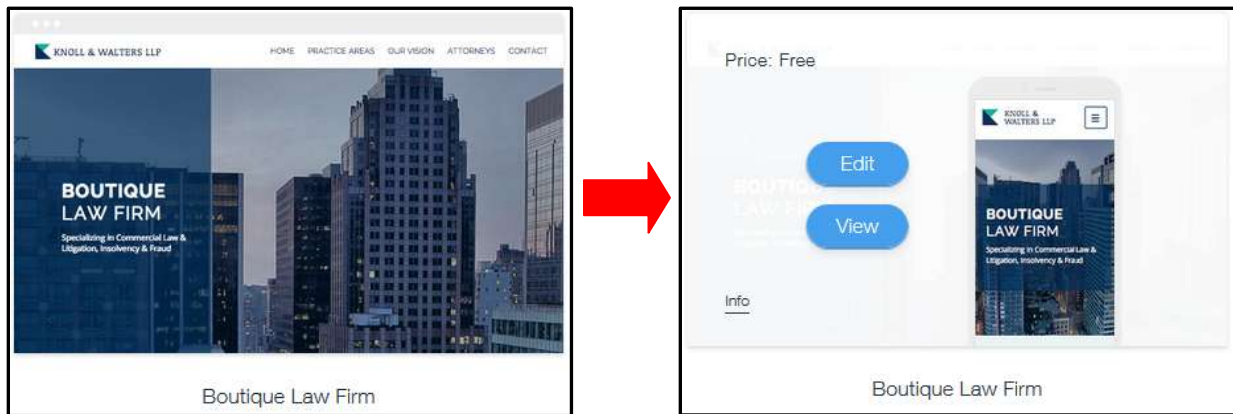 KNOLL & WALTERS LLP
HOME PRACTICE AREAS OUR VISION ATTORNEYS CONTACT
BOUTIQUE
LAW FIRM
Specializing in Commercial Law &
Litigation, Insolvency & Fraud
Boutique Law Firm
Price: Free
Edit
View
Info
KNOLL &
WALTERS LLP
BOUTIQUE
LAW FIRM
Specializing in Commercial Law &
Litigation, Insolvency & Fraud
Boutique Law Firm